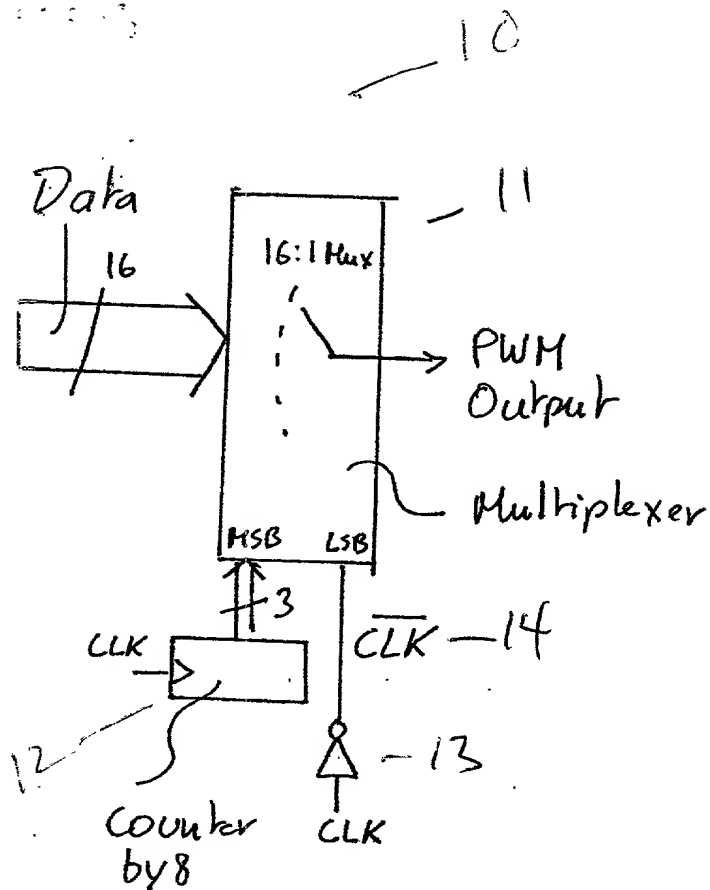 10
Data
11
16
16:1 Mux
PWM
Output
Multiplexer
MSB LSB
3
CLK
CLK — 14
12
13
Counter
by 8
CLK